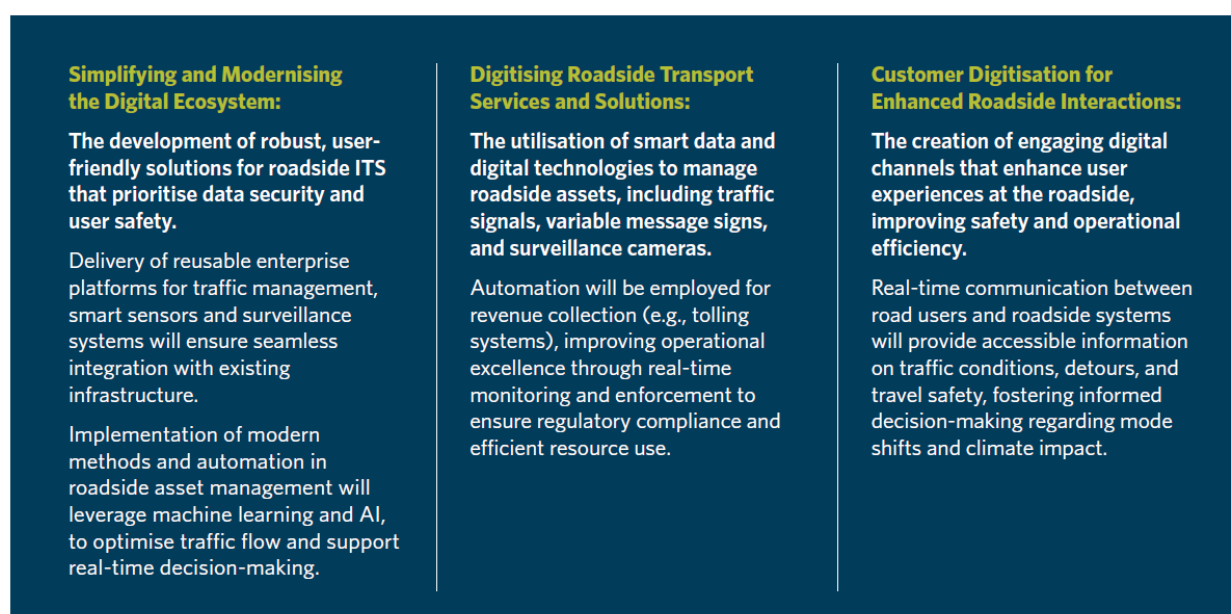 Simplifying and Modernising
the Digital Ecosystem:
The development of robust, user-
friendly solutions for roadside ITS
that prioritise data security and
user safety.
Delivery of reusable enterprise
platforms for traffic management,
smart sensors and surveillance
systems will ensure seamless
integration with existing
infrastructure.
Implementation of modern
methods and automation in
roadside asset management will
leverage machine learning and AI,
to optimise traffic flow and support
real-time decision-making.
Digitising Roadside Transport
Services and Solutions:
The utilisation of smart data and
digital technologies to manage
roadside assets, including traffic
signals, variable message signs,
and surveillance cameras.
Automation will be employed for
revenue collection (e.g., tolling
systems), improving operational
excellence through real-time
monitoring and enforcement to
ensure regulatory compliance and
efficient resource use.
Customer Digitisation for
Enhanced Roadside Interactions:
The creation of engaging digital
channels that enhance user
experiences at the roadside,
improving safety and operational
efficiency.
Real-time communication between
road users and roadside systems
will provide accessible information
on traffic conditions, detours, and
travel safety, fostering informed
decision-making regarding mode
shifts and climate impact.